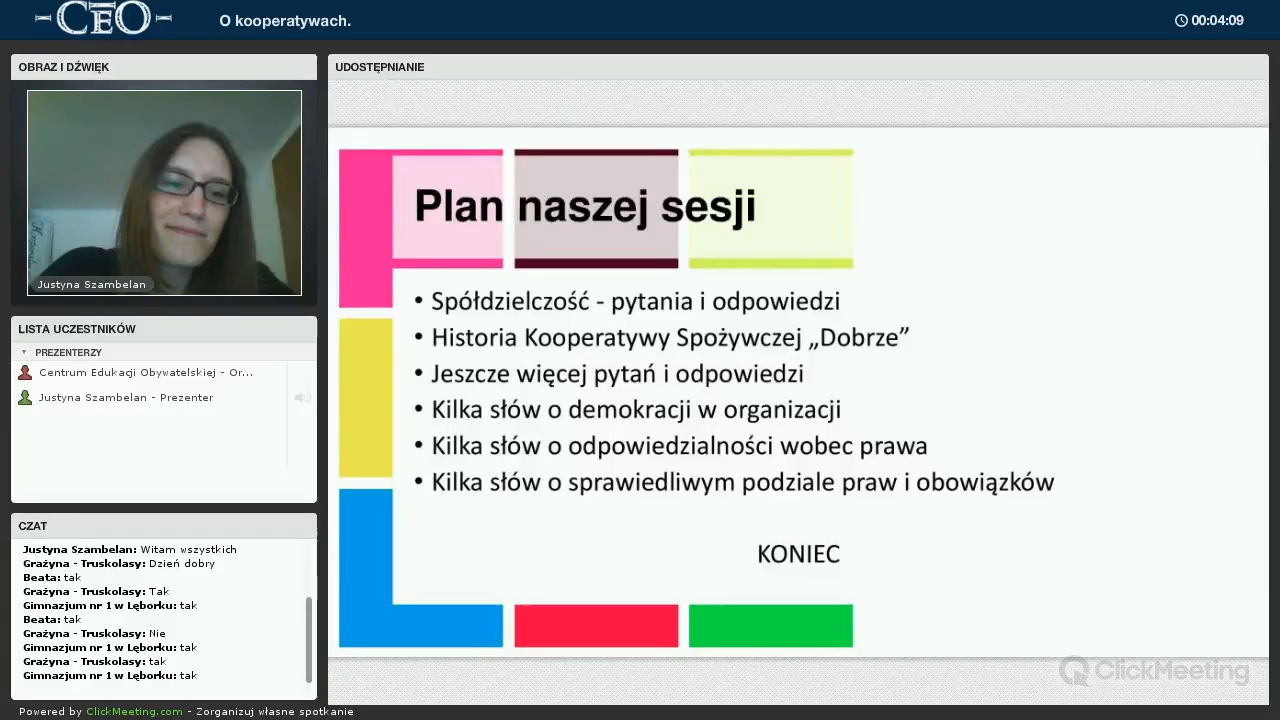 CEO
O kooperatywach.
00:04:09
OBRAZ I DŹWIĘK
Justyna Szambelan
LISTA UCZESTNIKÓW
PREZENTERZY
Centrum Edukacji Obywatelskiej - Or...
Justyna Szambelan - Prezenter
CZAT
Justyna Szambelan: Witam wszystkich
Grażyna - Truskolasy: Dzień dobry
Beata: tak
Grażyna - Truskolasy: Tak
Gimnazjum nr 1 w Lęborku: tak
Beata: tak
Grażyna - Truskolasy: Nie
Gimnazjum nr 1 w Lęborku: tak
Grażyna - Truskolasy: tak
Gimnazjum nr 1 w Lęborku: tak
UDOSTĘPNIANIE
Plan naszej sesji
• Spółdzielczość - pytania i odpowiedzi
• Historia Kooperatywy Spożywczej „Dobrze”
• Jeszcze więcej pytań i odpowiedzi
• Kilka słów o demokracji w organizacji
• Kilka słów o odpowiedzialności wobec prawa
• Kilka słów o sprawiedliwym podziale praw i obowiązków
KONIEC
ClickMeeting
Powered by ClickMeeting.com - Zorganizuj własne spotkanie